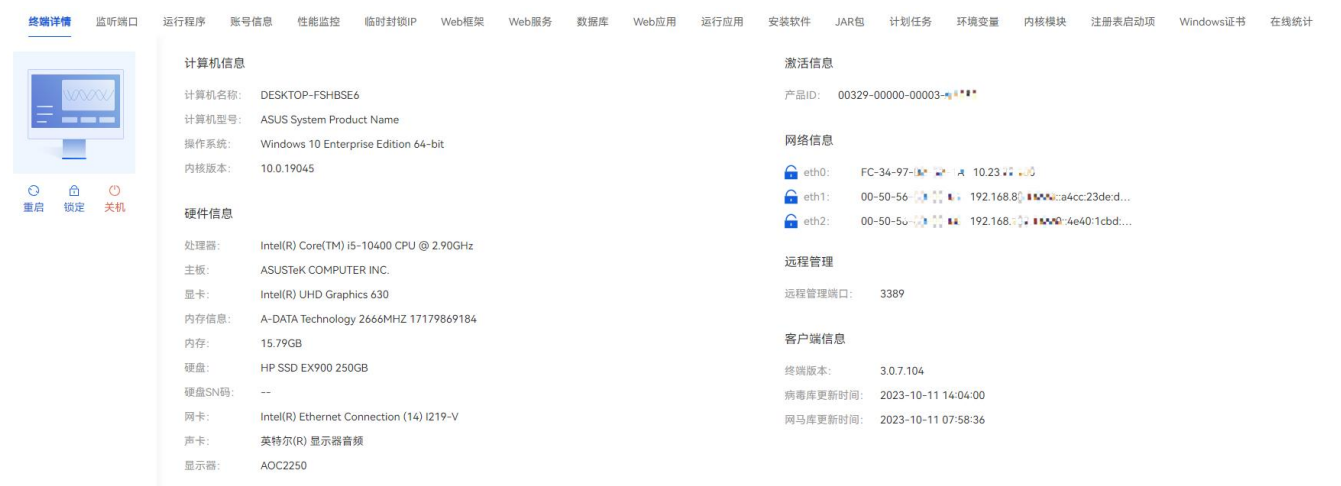 终端详情 监听端口 运行程序 账号信息 性能监控 临时封锁IP Web框架 Web服务 数据库 Web应用 运行应用 安装软件 JAR包 计划任务 环境变量 内核模块 注册表启动项 Windows证书 在线统计
重启 锁定 关机
计算机信息
计算机名称: DESKTOP-FSHBSE6
计算机型号: ASUS System Product Name
操作系统: Windows 10 Enterprise Edition 64-bit
内核版本: 10.0.19045
硬件信息
处理器: Intel(R) Core(TM) i5-10400 CPU @ 2.90GHz
主板: ASUSTeK COMPUTER INC.
显卡: Intel(R) UHD Graphics 630
内存信息: A-DATA Technology 2666MHZ 17179869184
内存: 15.79GB
硬盘: HP SSD EX900 250GB
硬盘SN码: --
网卡: Intel(R) Ethernet Connection (14) I219-V
声卡: 英特尔(R) 显示器音频
显示器: AOC2250
激活信息
产品ID: 00329-00000-00003-
网络信息
eth0: FC-34-97- 10.23
eth1: 00-50-56- 192.168.8 :a4cc:23de:d...
eth2: 00-50-5 192.168. :4e40:1cbd:...
远程管理
远程管理端口: 3389
客户端信息
终端版本: 3.0.7.104
病毒库更新时间: 2023-10-11 14:04:00
网马库更新时间: 2023-10-11 07:58:36